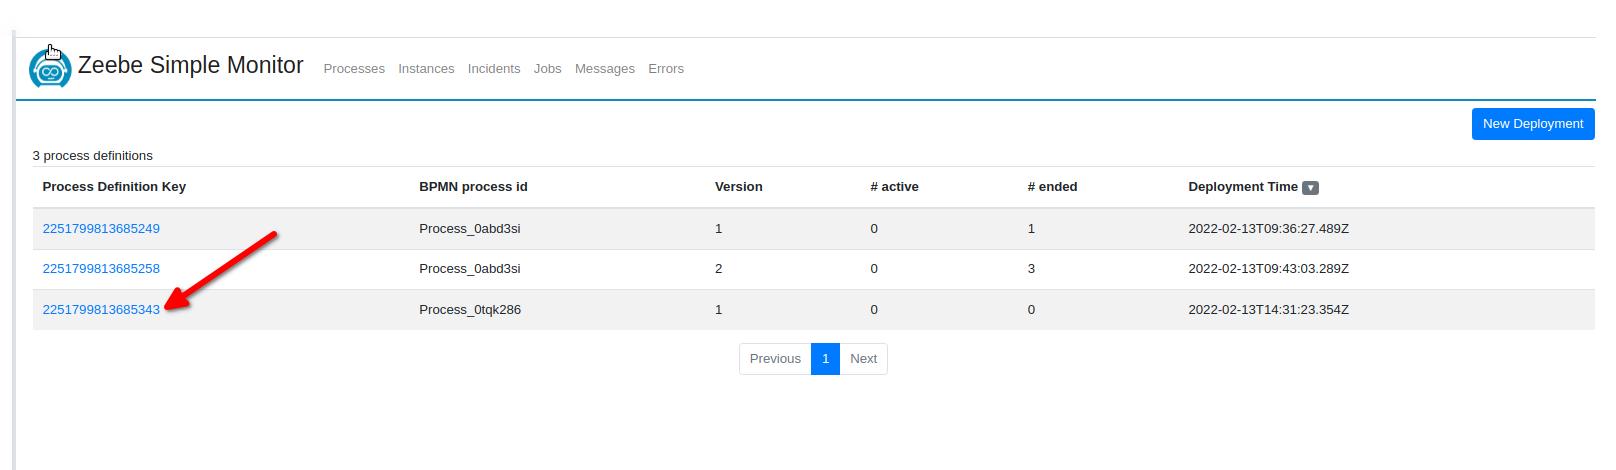 Zeebe Simple Monitor Processes Instances Incidents Jobs Messages Errors
New Deployment
3 process definitions
Process Definition Key BPMN process id Version # active # ended Deployment Time ▼
2251799813685249 Process_0abd3si 1 0 1 2022-02-13T09:36:27.489Z
2251799813685258 Process_0abd3si 2 0 3 2022-02-13T09:43:03.289Z
2251799813685343 Process_0tqk286 1 0 0 2022-02-13T14:31:23.354Z
Previous 1 Next